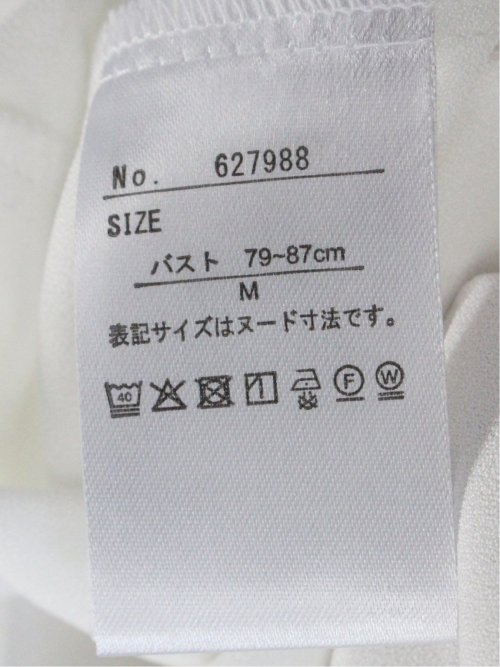 No. 627988
SIZE
バスト 79~87cm
M
表記サイズはヌード寸法です。
40 F W